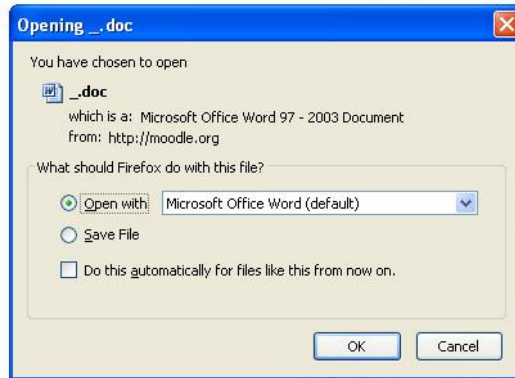 Opening _.doc
You have chosen to open
_.doc
which is a: Microsoft Office Word 97 - 2003 Document
from: http://moodle.org
What should Firefox do with this file?
Open with Microsoft Office Word (default)
Save File
Do this automatically for files like this from now on.
OK Cancel